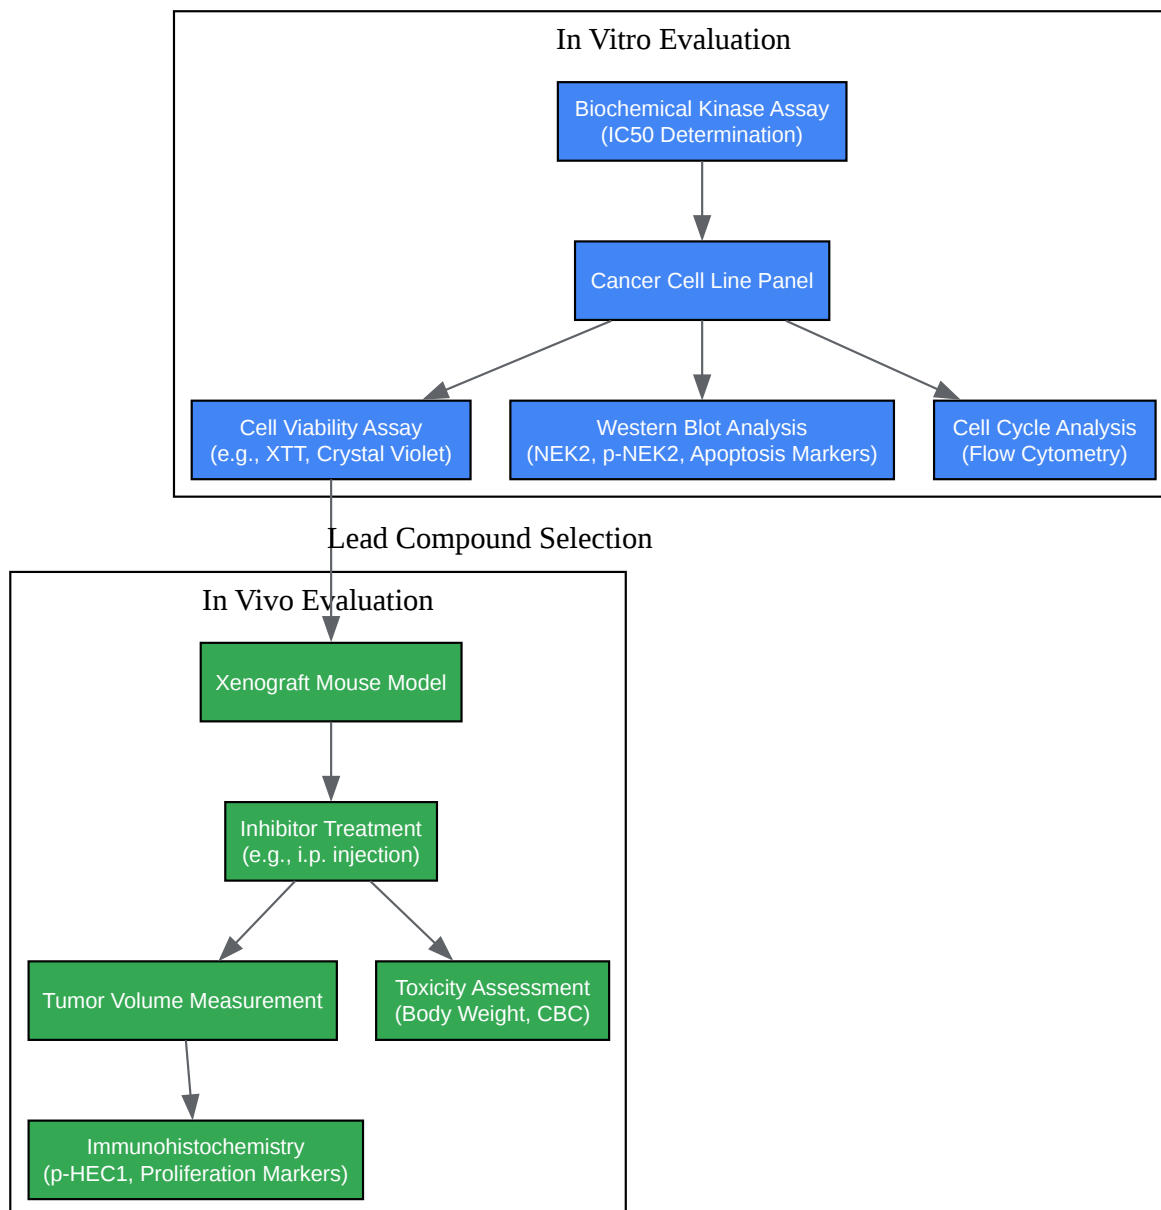 In Vitro Evaluation
Biochemical Kinase Assay
(IC50 Determination)
Cancer Cell Line Panel
Cell Viability Assay
(e.g., XTT, Crystal Violet)
Western Blot Analysis
(NEK2, p-NEK2, Apoptosis Markers)
Cell Cycle Analysis
(Flow Cytometry)
Lead Compound Selection
In Vivo Evaluation
Xenograft Mouse Model
Inhibitor Treatment
(e.g., i.p. injection)
Tumor Volume Measurement
Toxicity Assessment
(Body Weight, CBC)
Immunohistochemistry
(p-HEC1, Proliferation Markers)